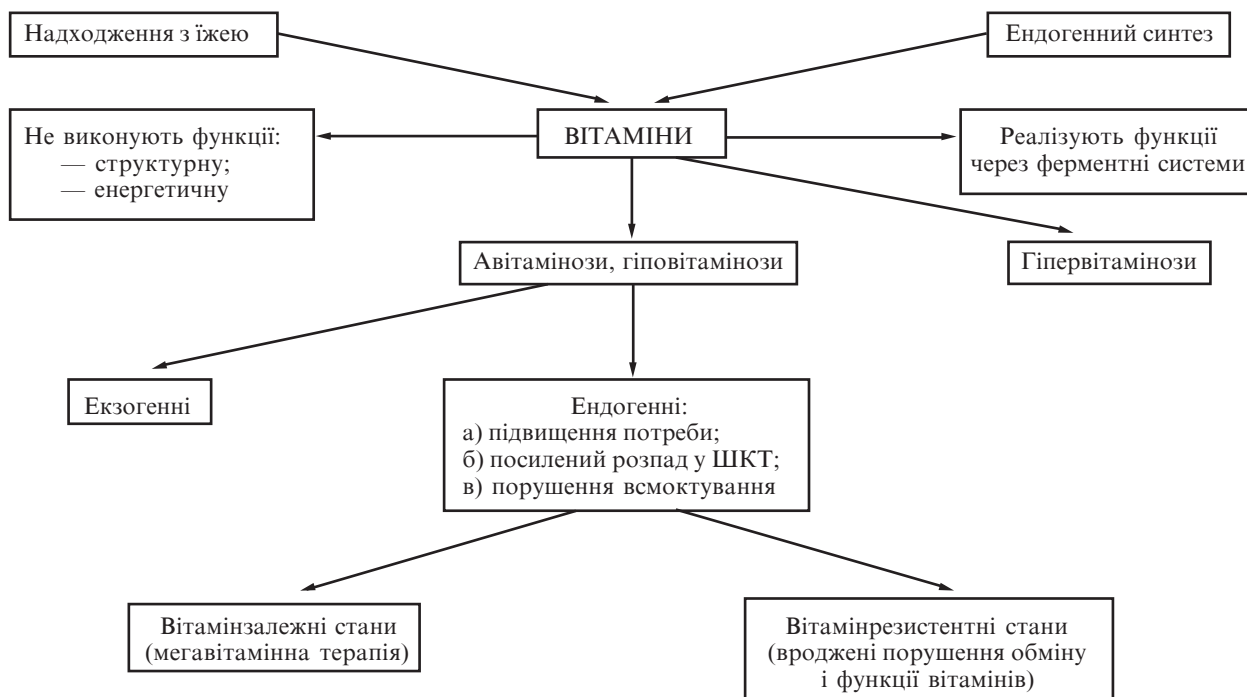 Надходження з їжею
Ендогенний синтез
Не виконують функції:
— структурну;
— енергетичну
ВІТАМІНИ
Реалізують функції
через ферментні системи
Авітамінози, гіповітамінози
Гіпервітамінози
Екзогенні
Ендогенні:
а) підвищення потреби;
б) посилений розпад у ШКТ;
в) порушення всмоктування
Вітамінзалежні стани
(мегавітамінна терапія)
Вітамінрезистентні стани
(вроджені порушення обміну
і функції вітамінів)